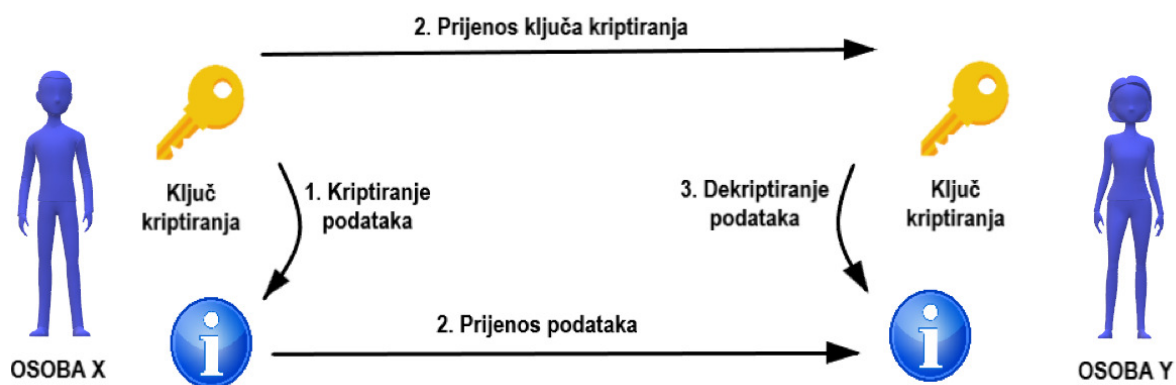 2. Prijenos ključa kriptiranja
Ključ
kriptiranja
1. Kriptiranje
podataka
3. Dekriptiranje
podataka
Ključ
kriptiranja
2. Prijenos podataka
OSOBA X
OSOBA Y